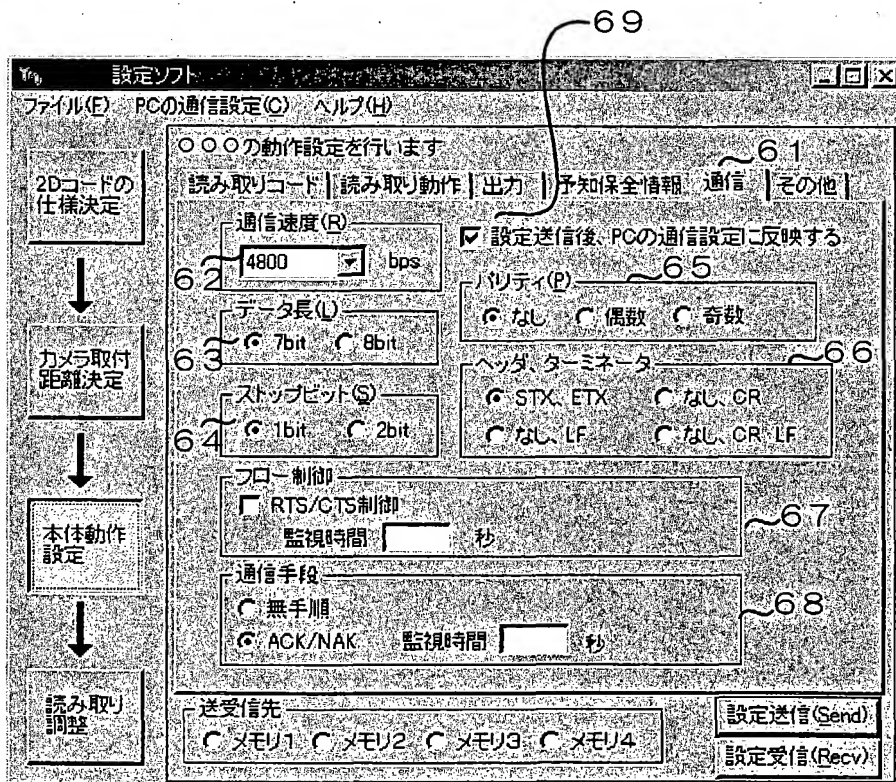 69
設定ソフト
ファイル(F) PCの通信設定(C) ヘルプ(H)
○○○の動作設定を行います
61
読み取りコード 読み取り動作 出力 予知保全情報 通信 その他
2Dコードの
仕様決定
カメラ取付
距離決定
本体動作
設定
読み取り
調整
通信速度(R)
62
4800 bps
設定送信後、PCの通信設定に反映する
データ長(L)
63
7bit 8bit
パリティ(P)
65
なし 偶数 奇数
ストップビット(S)
64
1bit 2bit
ヘッダ、ターミネータ
66
STX、ETX なし、CR
なし、LF なし、CR LF
フロー制御
RTS/CTS制御
監視時間 秒
67
通信手段
無手順
ACK/NAK 監視時間 秒
68
送受信先
メモリ1 メモリ2 メモリ3 メモリ4
設定送信(Send)
設定受信(Recv)